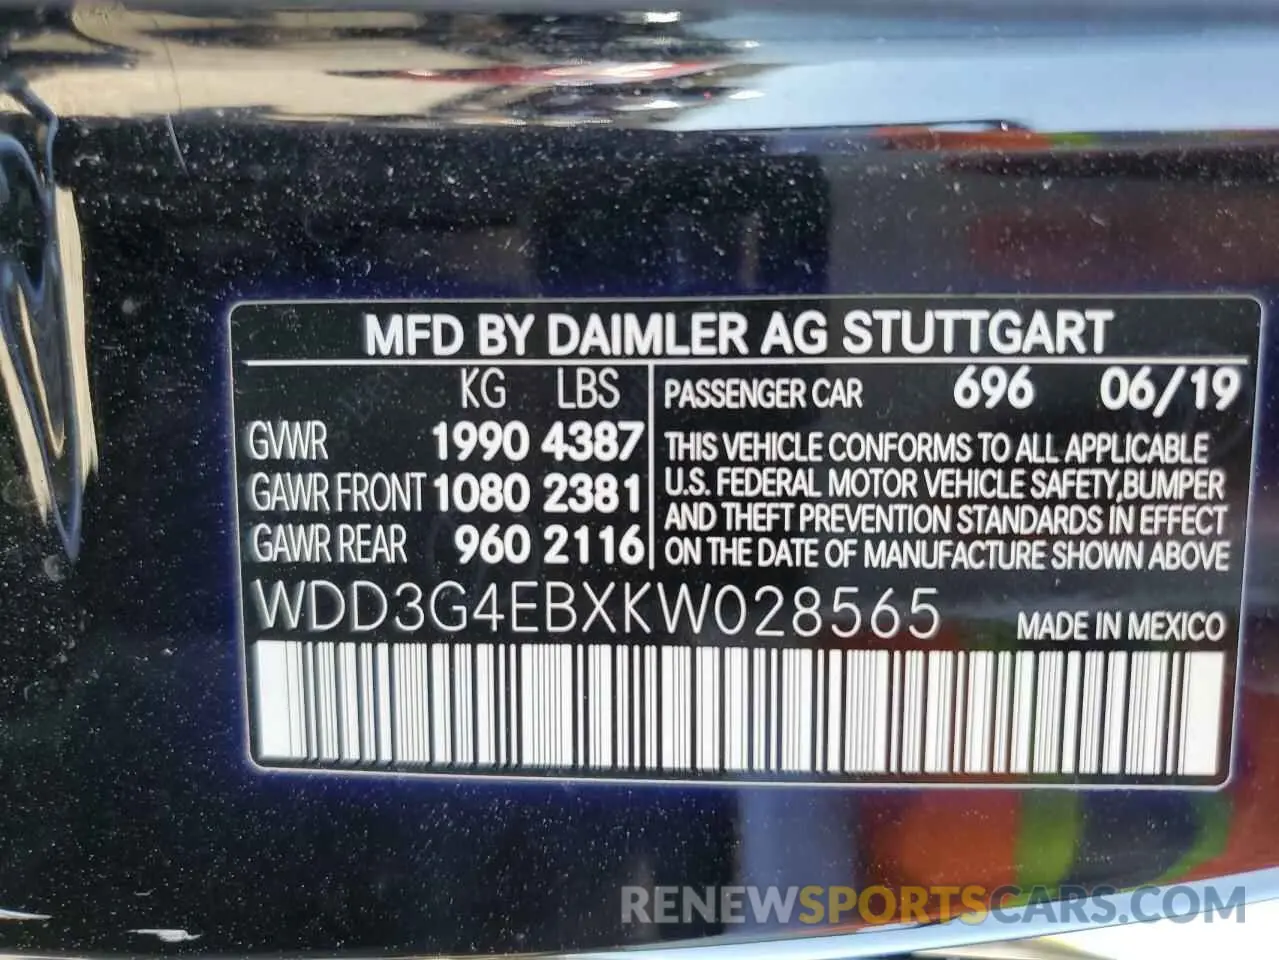 MFD BY DAIMLER AG STUTTGART
KG LBS
GVWR 1990 4387
GAWR FRONT 1080 2381
GAWR REAR 960 2116
PASSENGER CAR 696 06/19
THIS VEHICLE CONFORMS TO ALL APPLICABLE
U.S. FEDERAL MOTOR VEHICLE SAFETY, BUMPER
AND THEFT PREVENTION STANDARDS IN EFFECT
ON THE DATE OF MANUFACTURE SHOWN ABOVE
WDD3G4EBXKW028565 MADE IN MEXICO
RENEWSPORTSCARS.COM